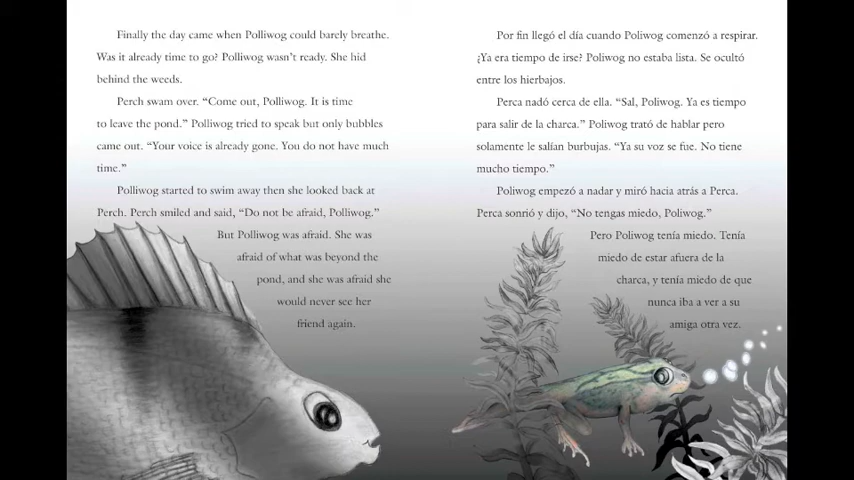 Finally the day came when Polliwog could barely breathe.
Was it already time to go? Polliwog wasn't ready. She hid
behind the weeds.
Perch swam over. “Come out, Polliwog. It is time
to leave the pond.” Polliwog tried to speak but only bubbles
came out. “Your voice is already gone. You do not have much
time.”
Polliwog started to swim away then she looked back at
Perch. Perch smiled and said, “Do not be afraid, Polliwog.”
But Polliwog was afraid. She was
afraid of what was beyond the
pond, and she was afraid she
would never see her
friend again.
Por fin llegó el día cuando Poliwog comenzó a respirar.
¿Ya era tiempo de irse? Poliwog no estaba lista. Se ocultó
entre los hierbajos.
Perca nadó cerca de ella. “Sal, Poliwog. Ya es tiempo
para salir de la charca.” Poliwog trató de hablar pero
solamente le salían burbujas. “Ya su voz se fue. No tiene
mucho tiempo.”
Poliwog empezó a nadar y miró hacia atrás a Perca.
Perca sonrió y dijo, “No tengas miedo, Poliwog.”
Pero Poliwog tenía miedo. Tenía
miedo de estar afuera de la
charca, y tenía miedo de que
nunca iba a ver a su
amiga otra vez.